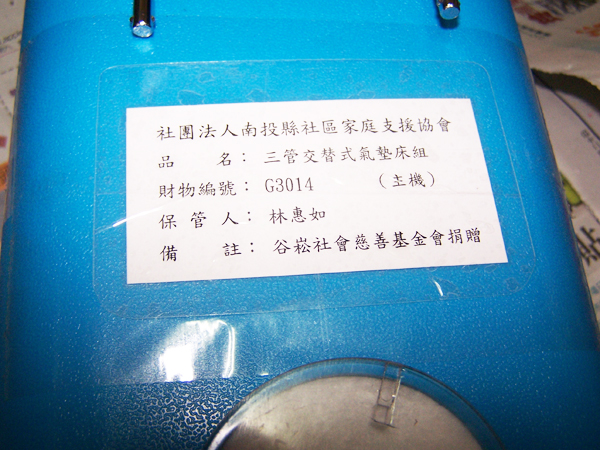 社團法人南投縣社區家庭支援協會
品　　名：三管交替式氣墊床組
財物編號：G3014　　（主機）
保 管 人：林惠如
備　　註：谷崧社會慈善基金會捐贈